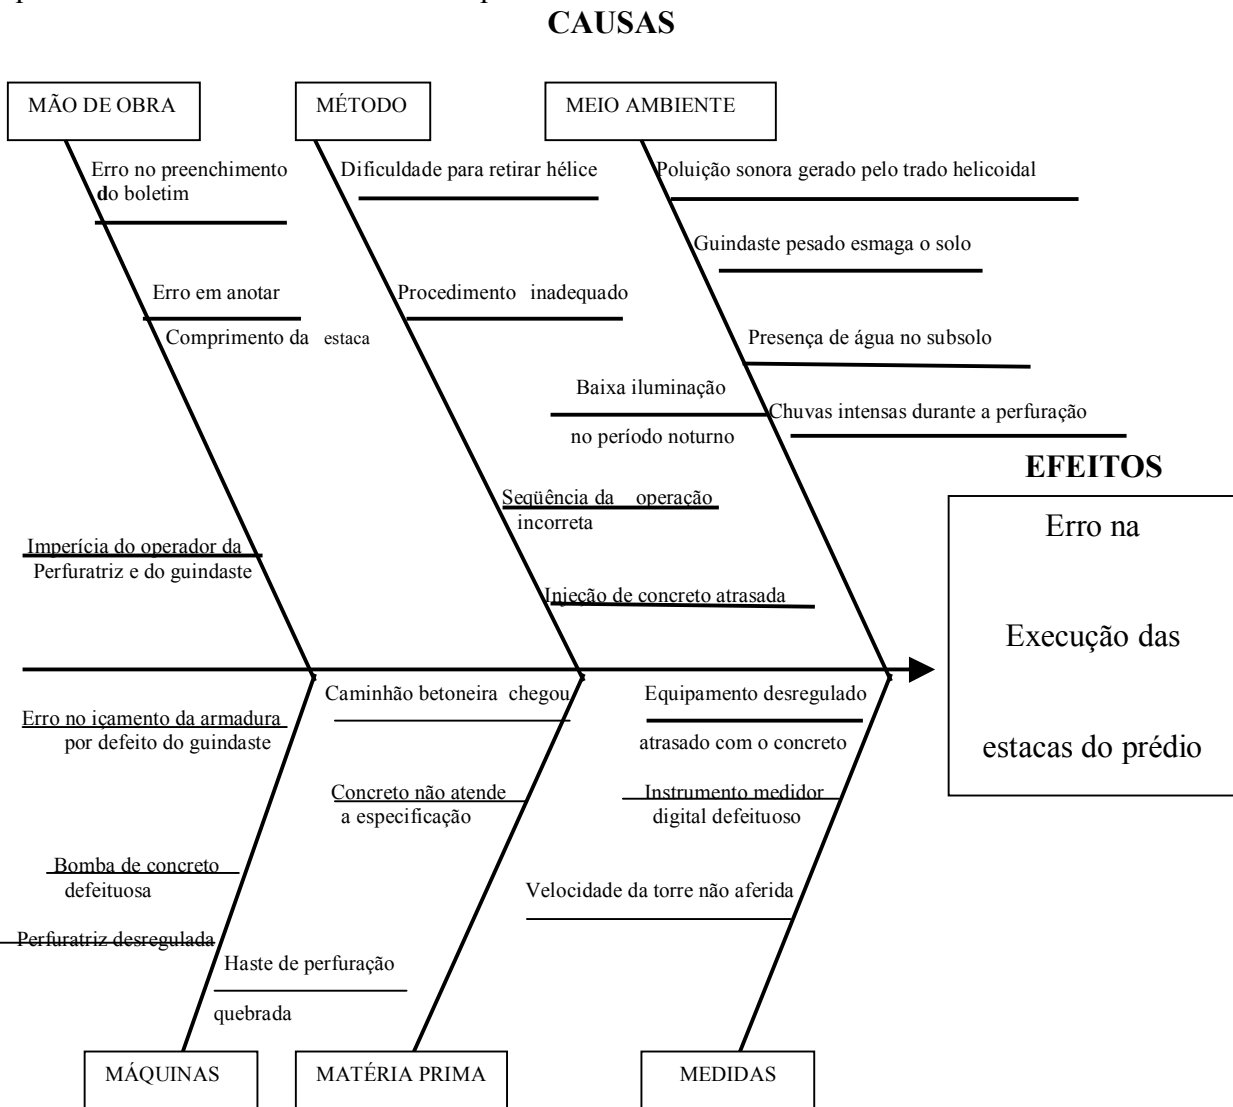 CAUSAS
MÃO DE OBRA
MÉTODO
MEIO AMBIENTE
Erro no preenchimento
do boletim
Dificuldade para retirar hélice
Poluição sonora gerado pelo trado helicoidal
Guindaste pesado esmaga o solo
Erro em anotar
Comprimento da estaca
Procedimento inadequado
Presença de água no subsolo
Baixa iluminação
no período noturno
Chuvas intensas durante a perfuração
EFEITOS
Erro na
Execução das
estacas do prédio
Seqüência da operação
incorreta
Imperícia do operador da
Perfuratriz e do guindaste
Injeção de concreto atrasada
Caminhão betoneira chegou
Equipamento desregulado
Erro no içamento da armadura
por defeito do guindaste
atrasado com o concreto
Concreto não atende
a especificação
Instrumento medidor
digital defeituoso
Bomba de concreto
defeituosa
Velocidade da torre não aferida
Perfuratriz desregulada
Haste de perfuração
quebrada
MÁQUINAS
MATÉRIA PRIMA
MEDIDAS